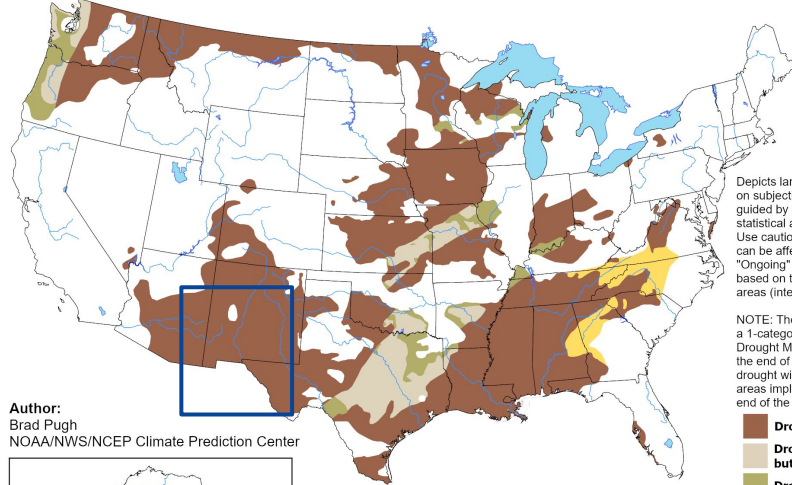 Depicts lar
on subject
guided by
statistical a
Use cautio
can be affe
"Ongoing"
based on t
areas (inte
NOTE: The
a 1-categor
Drought M
the end of
drought wi
areas impl
end of the
Author:
Brad Pugh
NOAA/NWS/NCEP Climate Prediction Center
Dro
Dro
but
Dro